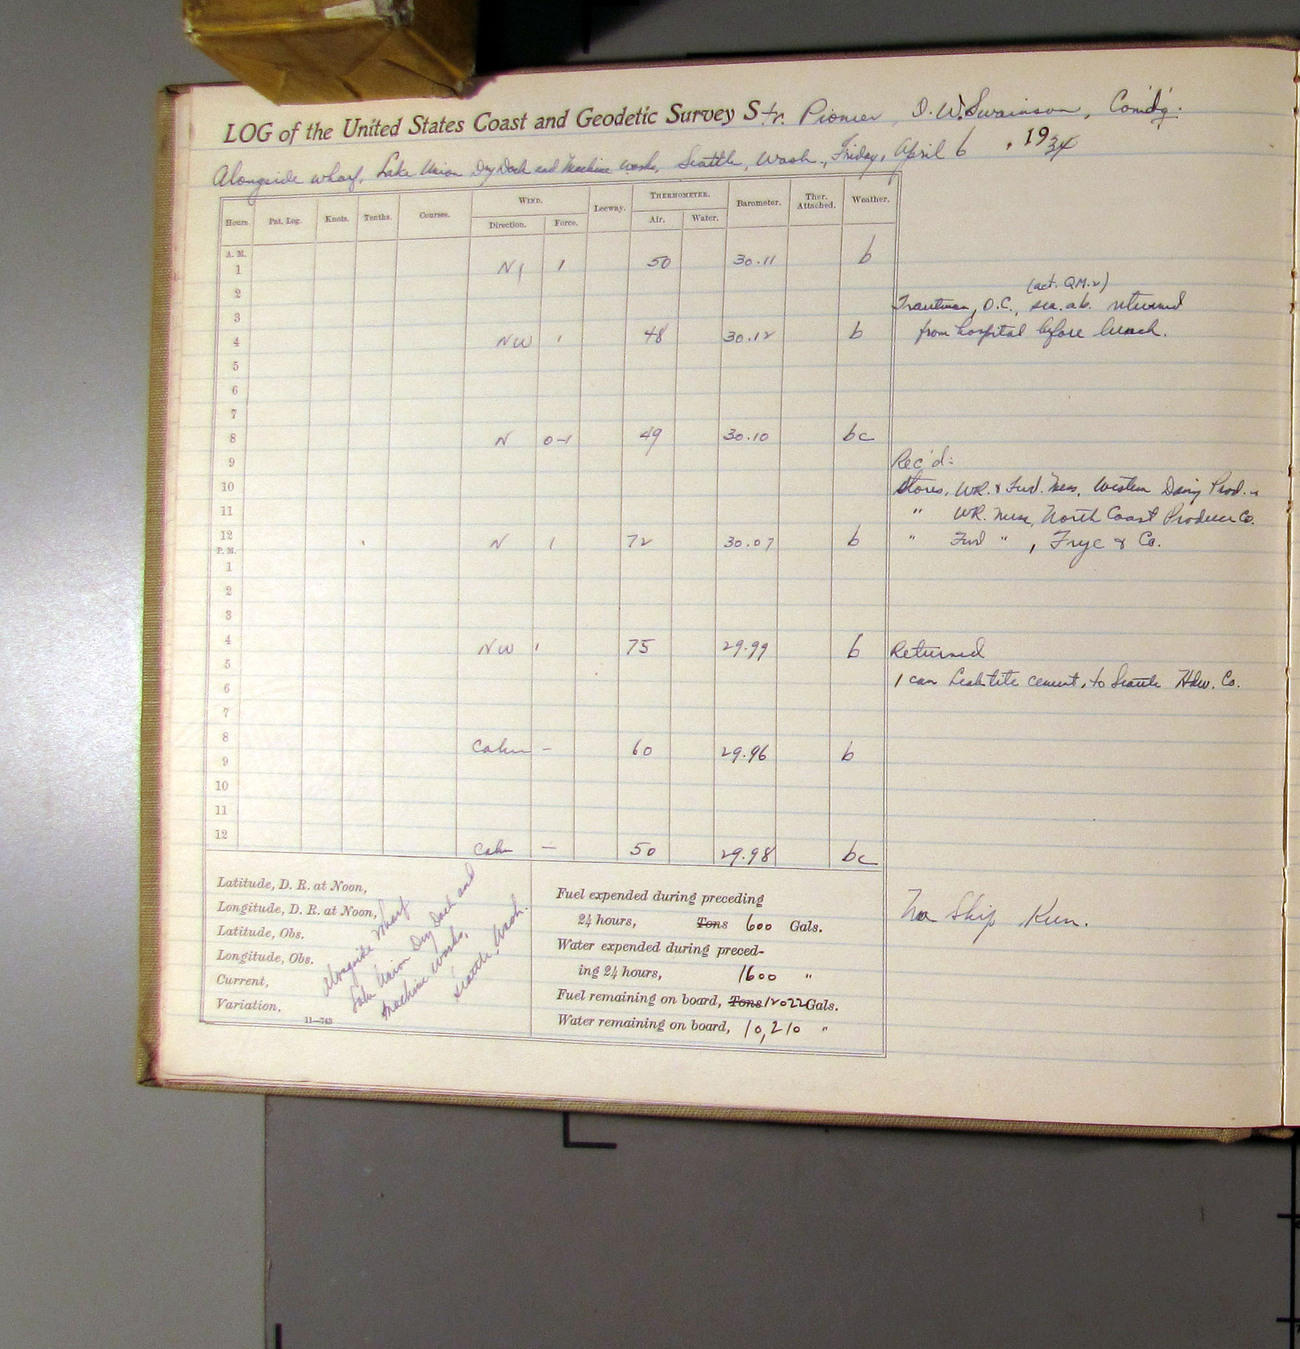 LOG of the United States Coast and Geodetic Survey Str. Pioneer, O. W. Swainson, Comd'g.
Alongside wharf, Lake Union Dry Dock and Machine Works, Seattle, Wash., Friday, April 6, 1934
Hours. Pat. Log. Knots. Tenths. Courses. WIND. Leeway. THERMOMETER. Barometer. Ther. Attached. Weather.
Direction. Force. Air. Water.
A. M.
1 1 50 30.11 b
2 (act. QM.2)
3 Trautman, O.C., sea. ab. returned
4 NW 1 48 30.12 b from hospital before lunch.
5
6
7
8 N 0-1 49 30.10 bc
9 Rec'd:
10 Stores, WR. & Fwd. Mess, Western Dairy Prod.
11 " WR. Mess, North Coast Produce Co.
12 N 1 72 30.07 b " Fwd " , Frye & Co.
P. M.
1
2
3
4 NW 1 75 29.99 b Returned
5
6 1 can cement, to Seattle Hdw. Co.
7
8 Calm – 60 29.96 b
9
10
11
12 Calm – 50 29.98 bc
Latitude, D. R. at Noon,
Longitude, D. R. at Noon,
Latitude, Obs.
Longitude, Obs.
Current,
Variation,
11—743
Alongside Wharf
Lake Union Dry Dock and
Machine Works,
Seattle, Wash.
Fuel expended during preceding
24 hours, Tons 600 Gals.
Water expended during preced-
ing 24 hours, 1600 "
Fuel remaining on board, Tons 12022 Gals.
Water remaining on board, 10,210 "
No Ship Run.